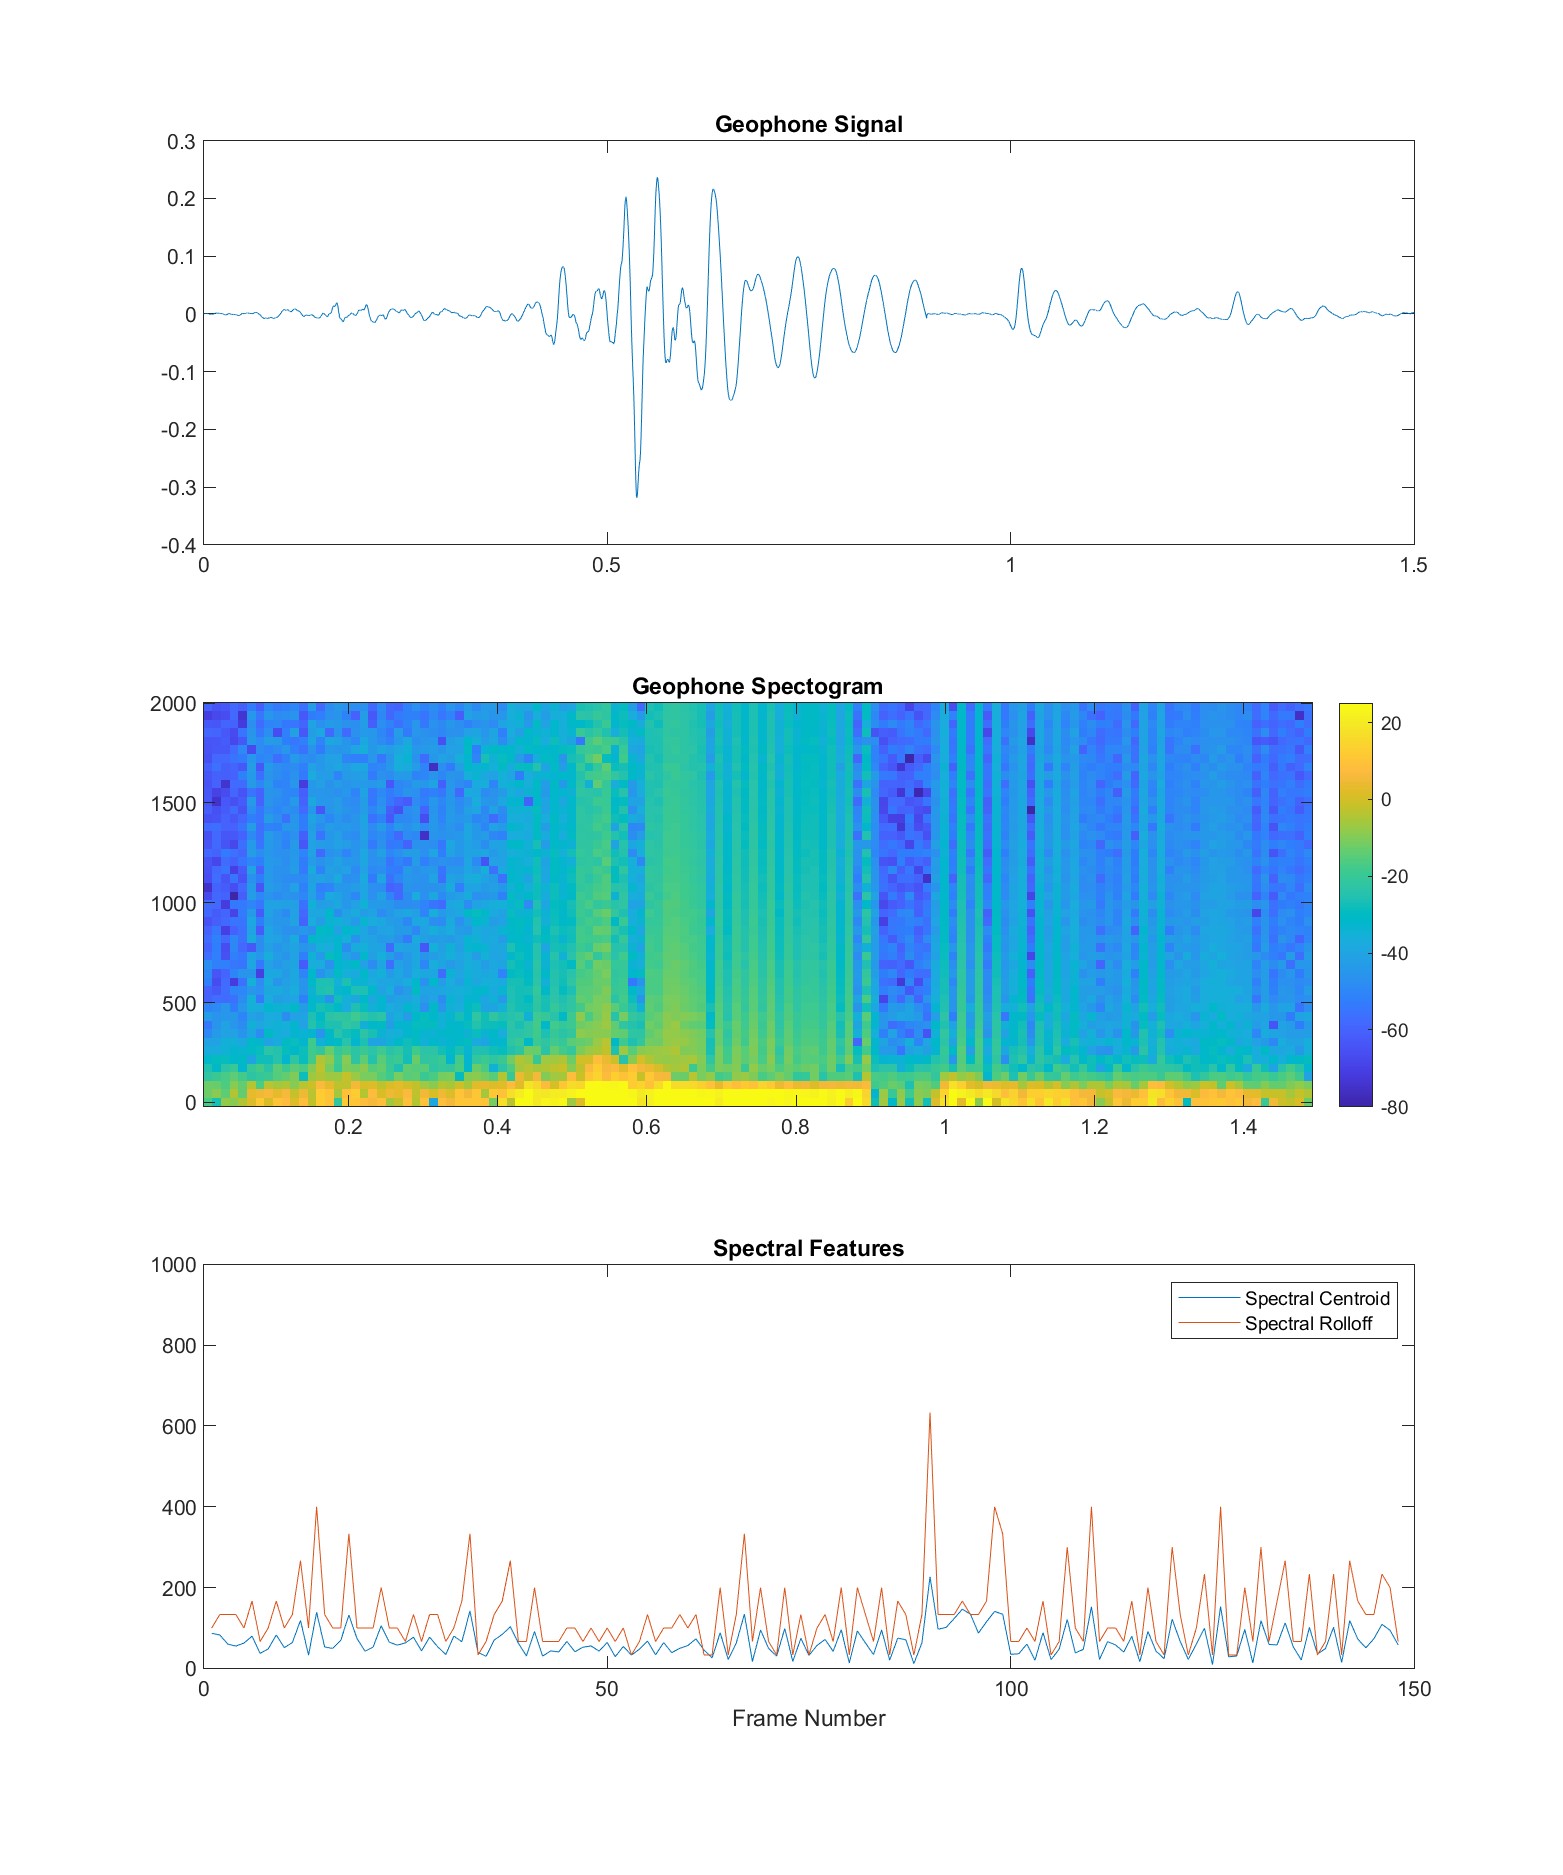 Geophone Signal
0.3
0.2
0.1
0
-0.1
-0.2
-0.3
-0.4
0 0.5 1 1.5
Geophone Spectogram
2000
1500
1000
500
0
20
0
-20
-40
-60
-80
0.2 0.4 0.6 0.8 1 1.2 1.4
Spectral Features
1000
800
600
400
200
0
Spectral Centroid
Spectral Rolloff
0 50 100 150
Frame Number